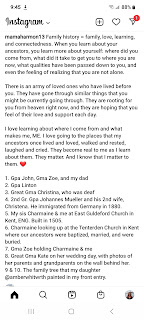 9:45
Instagram
mamaharmon13 Family history = family, love, learning,
and connectedness. When you learn about your
ancestors, you learn more about yourself: where did you
come from, what did it take to get you to where you are
now, what qualities have been passed down to you, and
even the feeling of realizing that you are not alone.
There is an army of loved ones who have lived before
you. They have gone through similar things that you
might be currently going through. They are rooting for
you from heaven right now, and they are hoping that you
feel of their love and support each day.
I love learning about where I come from and what
makes me, ME. I love going to the places that my
ancestors once lived and loved, walked and rested,
laughed and cried. They become real to me as I learn
about them. They matter. And I know that I matter to
them. ❤️
1. Gpa John, Gma Zoe, and my dad
2. Gpa Linton
3. Great Gma Christina, who was deaf
4. 2nd Gr. Gpa Johannes Mueller and his 2nd wife,
Christine. He immigrated from Germany in 1880.
5. My sis Charmaine & me at East Guldeford Church in
Kent, ENG. Built in 1505.
6. Charmaine looking up at the Tenterden Church in Kent
where our ancestors were baptized, married, and were
buried.
7. Gma Zoe holding Charmaine & me
8. Great Gma Kate on her wedding day, with photos of
her parents and grandparents on the wall behind her.
9 & 10. The family tree that my daughter
@amberwhitworth painted in my front entry.